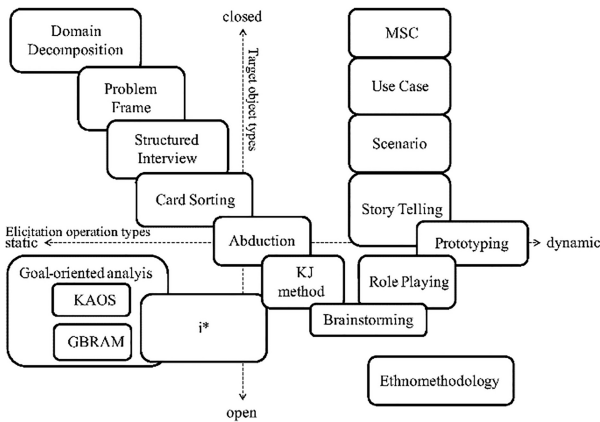 closed
Domain
Decomposition
MSC
Target object types
Problem
Frame
Use Case
Structured
Interview
Scenario
Card Sorting
Story Telling
Elicitation operation types
static
Abduction
Prototyping
dynamic
Goal-oriented analyis
KAOS
GBRAM
i*
KJ
method
Role Playing
Brainstorming
Ethnomethodology
open